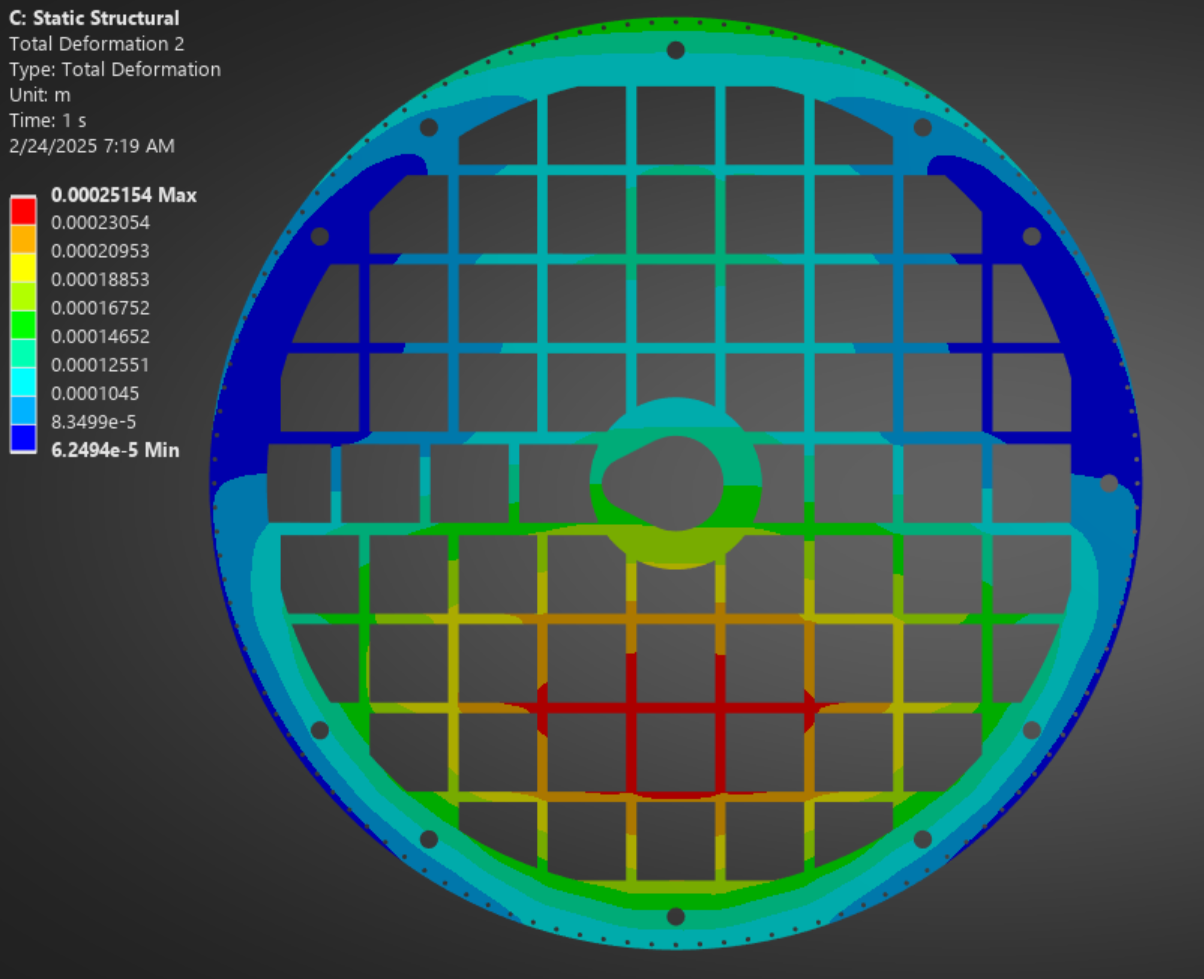 C: Static Structural
Total Deformation 2
Type: Total Deformation
Unit: m
Time: 1 s
2/24/2025 7:19 AM
0.00025154 Max
0.00023054
0.00020953
0.00018853
0.00016752
0.00014652
0.00012551
0.0001045
8.3499e-5
6.2494e-5 Min